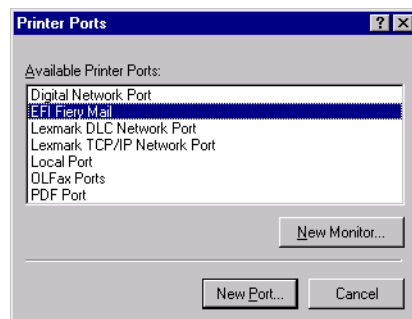 Printer Ports
Available Printer Ports:
Digital Network Port
EFI Fiery Mail
Lexmark DLC Network Port
Lexmark TCP/IP Network Port
Local Port
OLFax Ports
PDF Port
New Monitor...
New Port...
Cancel